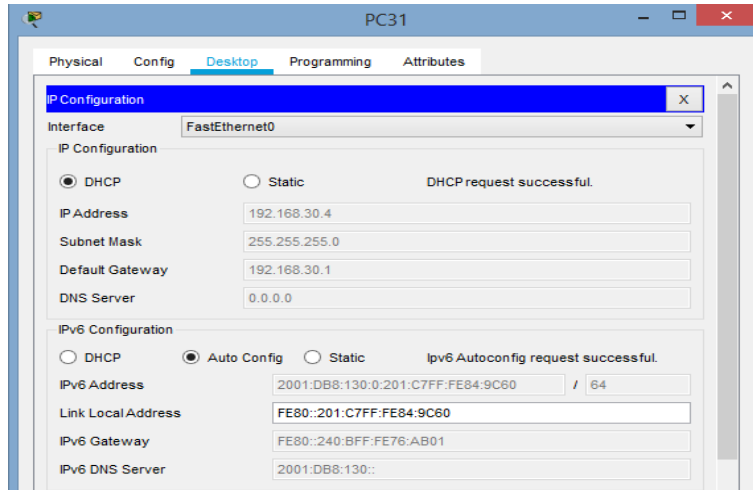 PC31
Physical Config Desktop Programming Attributes
IP Configuration X
Interface FastEthernet0
IP Configuration
DHCP Static DHCP request successful.
IP Address 192.168.30.4
Subnet Mask 255.255.255.0
Default Gateway 192.168.30.1
DNS Server 0.0.0.0
IPv6 Configuration
DHCP Auto Config Static Ipv6 Autoconfig request successful.
IPv6 Address 2001:DB8:130:0:201:C7FF:FE84:9C60 / 64
Link Local Address FE80::201:C7FF:FE84:9C60
IPv6 Gateway FE80::240:BFF:FE76:AB01
IPv6 DNS Server 2001:DB8:130::